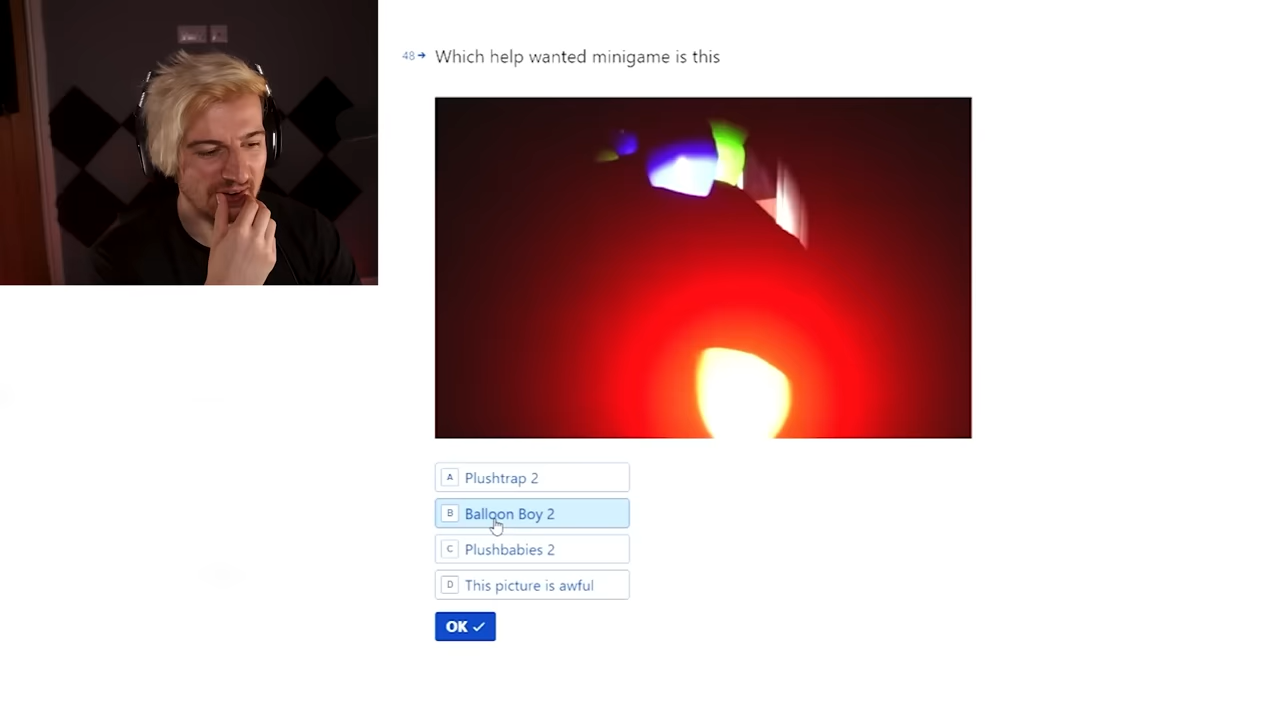 48→ Which help wanted minigame is this
A Plushtrap 2
B Balloon Boy 2
C Plushbabies 2
D This picture is awful
OK ✓